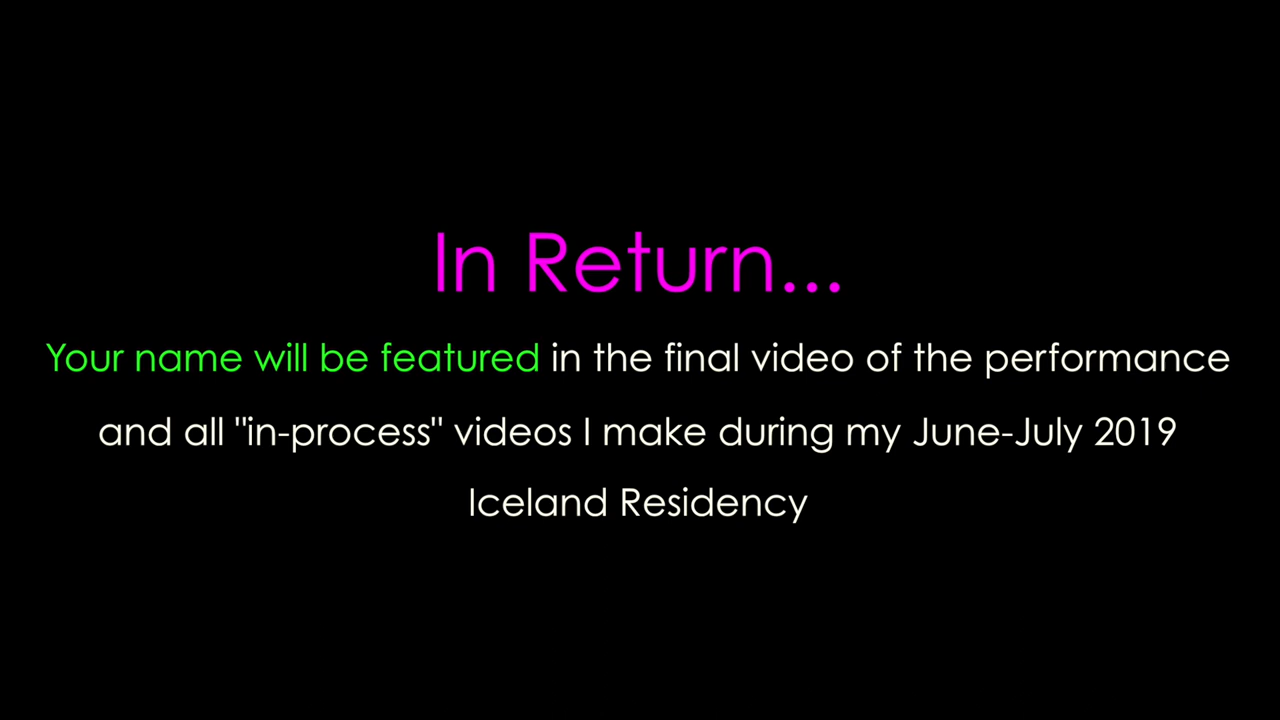 In Return...
Your name will be featured in the final video of the performance
and all "in-process" videos I make during my June-July 2019
Iceland Residency